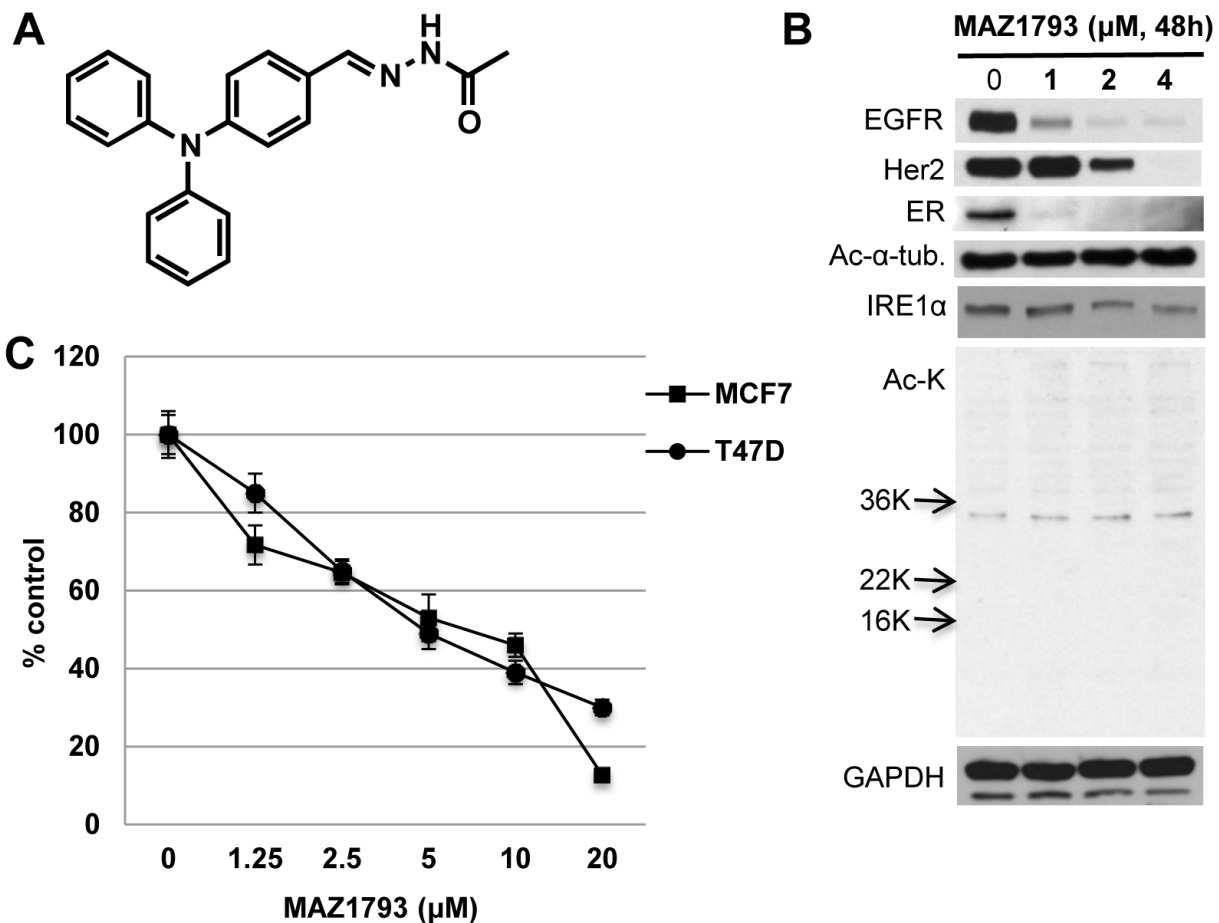 A
H
N
N
O
N
B
MAZ1793 (μM, 48h)
0 1 2 4
EGFR
Her2
ER
Ac-α-tub.
IRE1α
Ac-K
36K
22K
16K
GAPDH
C
120
100
80
60
40
20
0
% control
0 1.25 2.5 5 10 20
MAZ1793 (μM)
MCF7
T47D